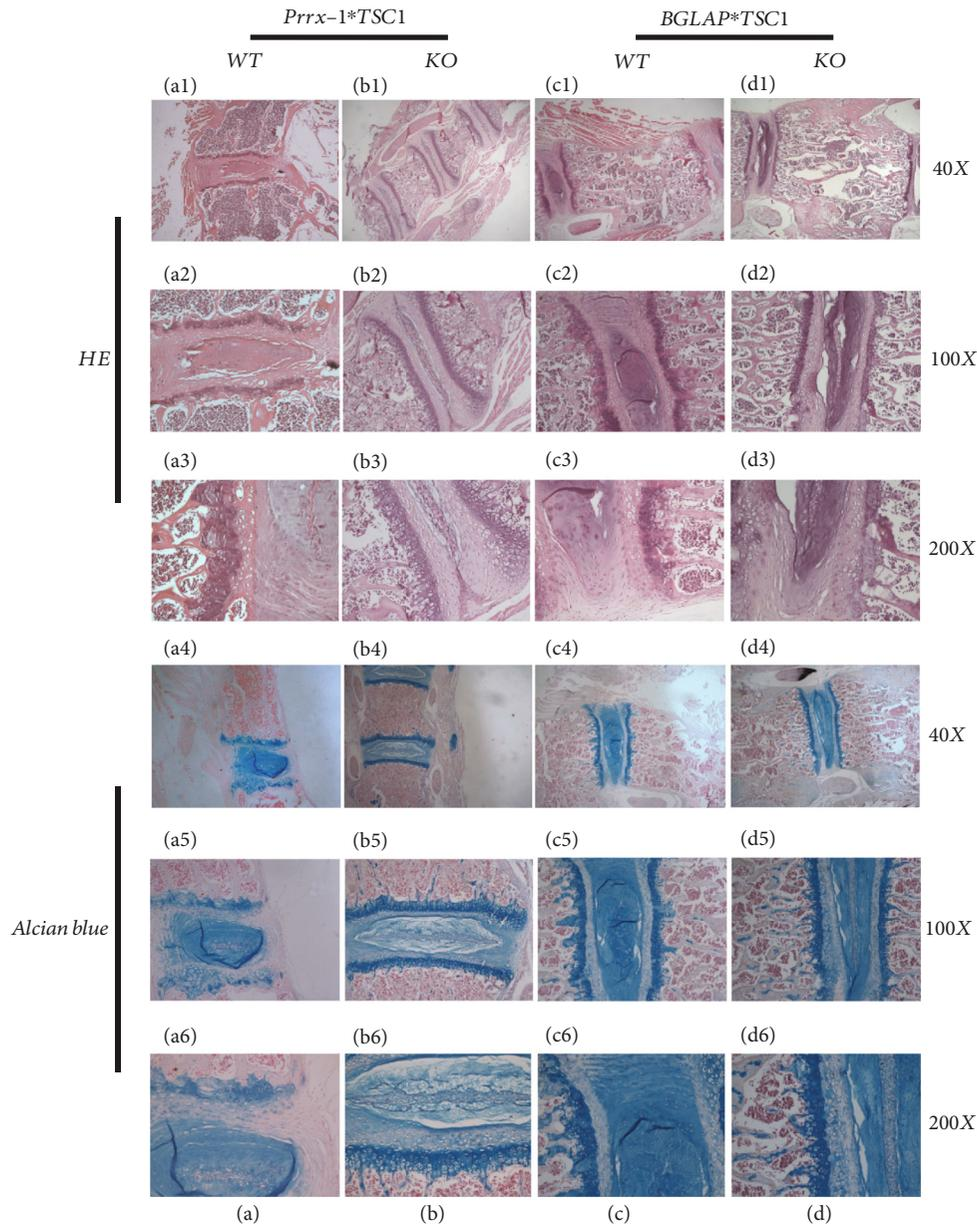 Prrx–1*TSC1 BGLAP*TSC1
WT KO WT KO
(a1) (b1) (c1) (d1)
40X
(a2) (b2) (c2) (d2)
HE
100X
(a3) (b3) (c3) (d3)
200X
(a4) (b4) (c4) (d4)
40X
(a5) (b5) (c5) (d5)
Alcian blue
100X
(a6) (b6) (c6) (d6)
200X
(a) (b) (c) (d)